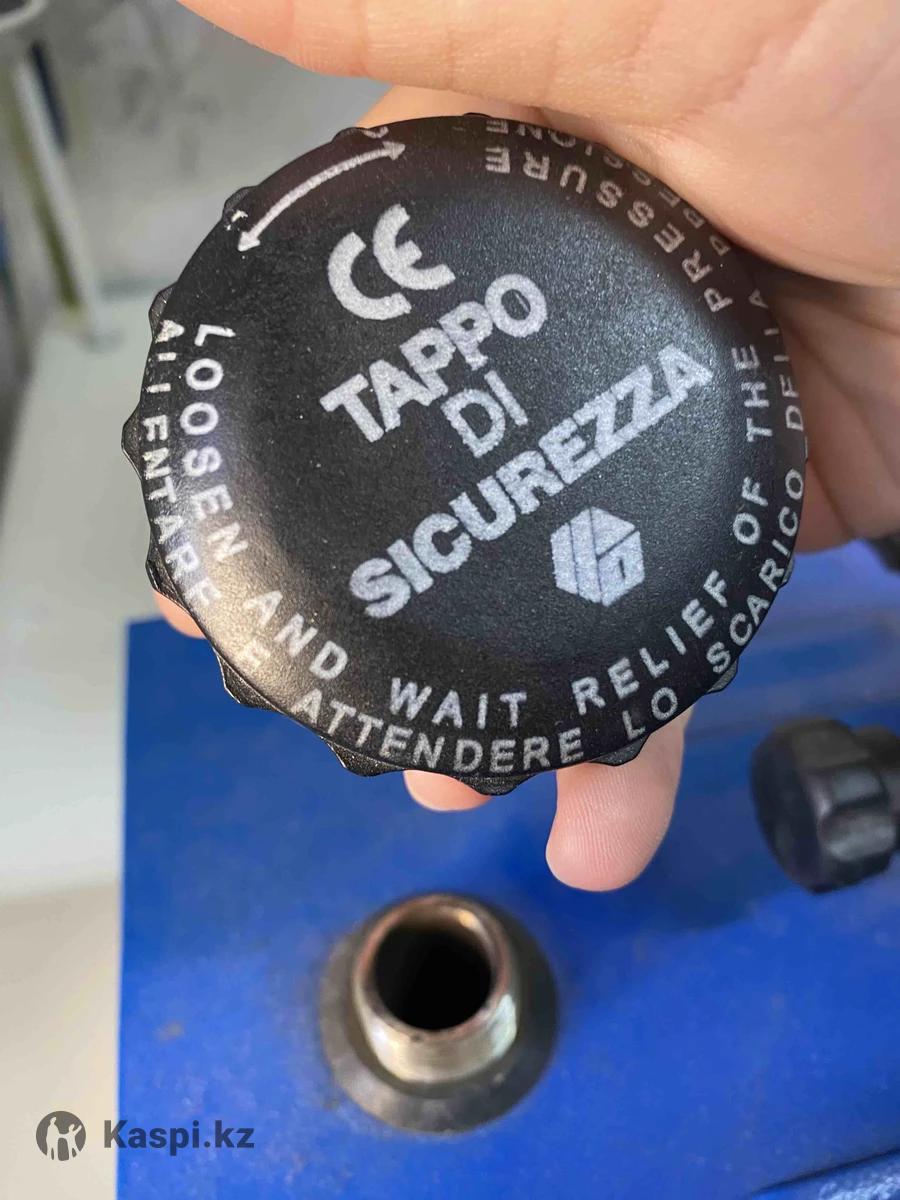 CE
TAPPO
DI
SICUREZZA
LOOSEN AND WAIT RELIEF OF THE PRESSURE
ALLENTARE E ATTENDERE LO SCARICO DELLA PRESSIONE
Kaspi.kz